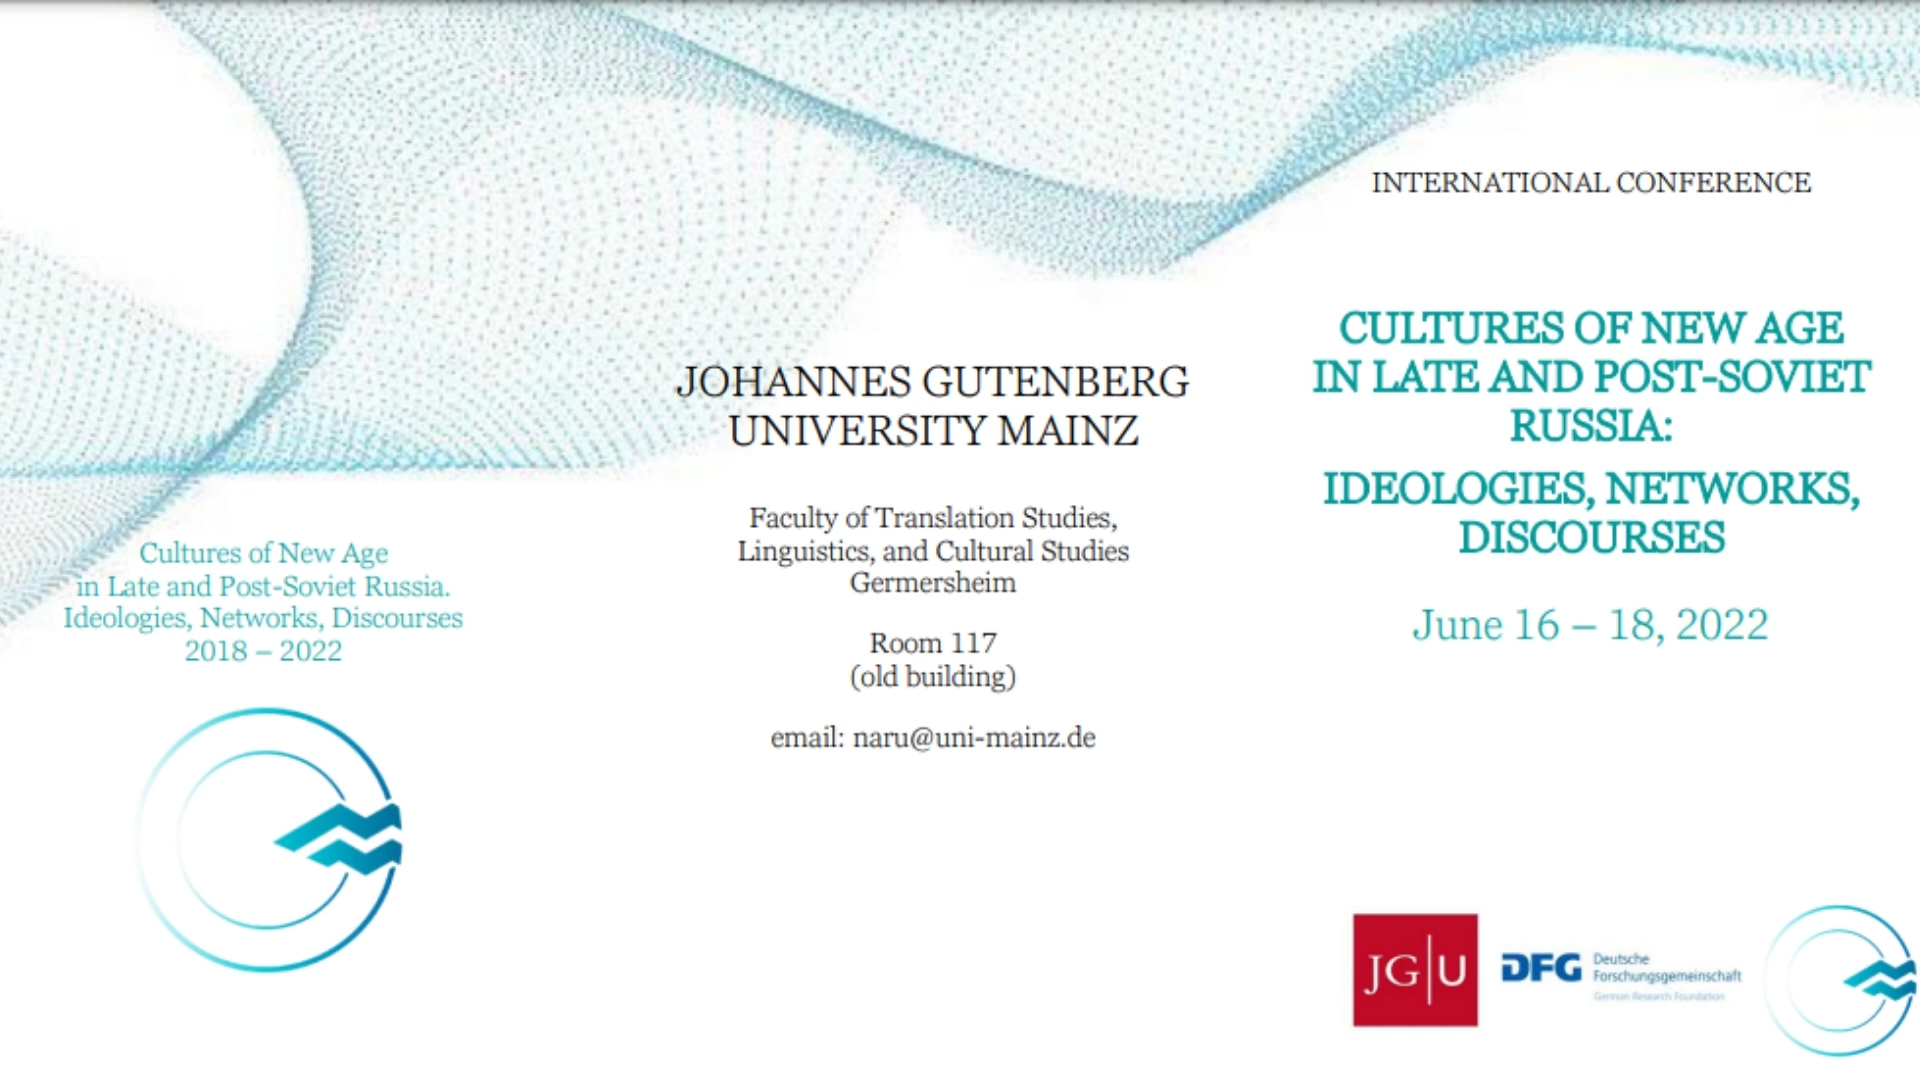 Cultures of New Age
in Late and Post-Soviet Russia.
Ideologies, Networks, Discourses
2018 – 2022
JOHANNES GUTENBERG
UNIVERSITY MAINZ
Faculty of Translation Studies,
Linguistics, and Cultural Studies
Germersheim
Room 117
(old building)
email: naru@uni-mainz.de
INTERNATIONAL CONFERENCE
CULTURES OF NEW AGE
IN LATE AND POST-SOVIET
RUSSIA:
IDEOLOGIES, NETWORKS,
DISCOURSES
June 16 – 18, 2022
JG|U
DFG
Deutsche
Forschungsgemeinschaft
German Research Foundation